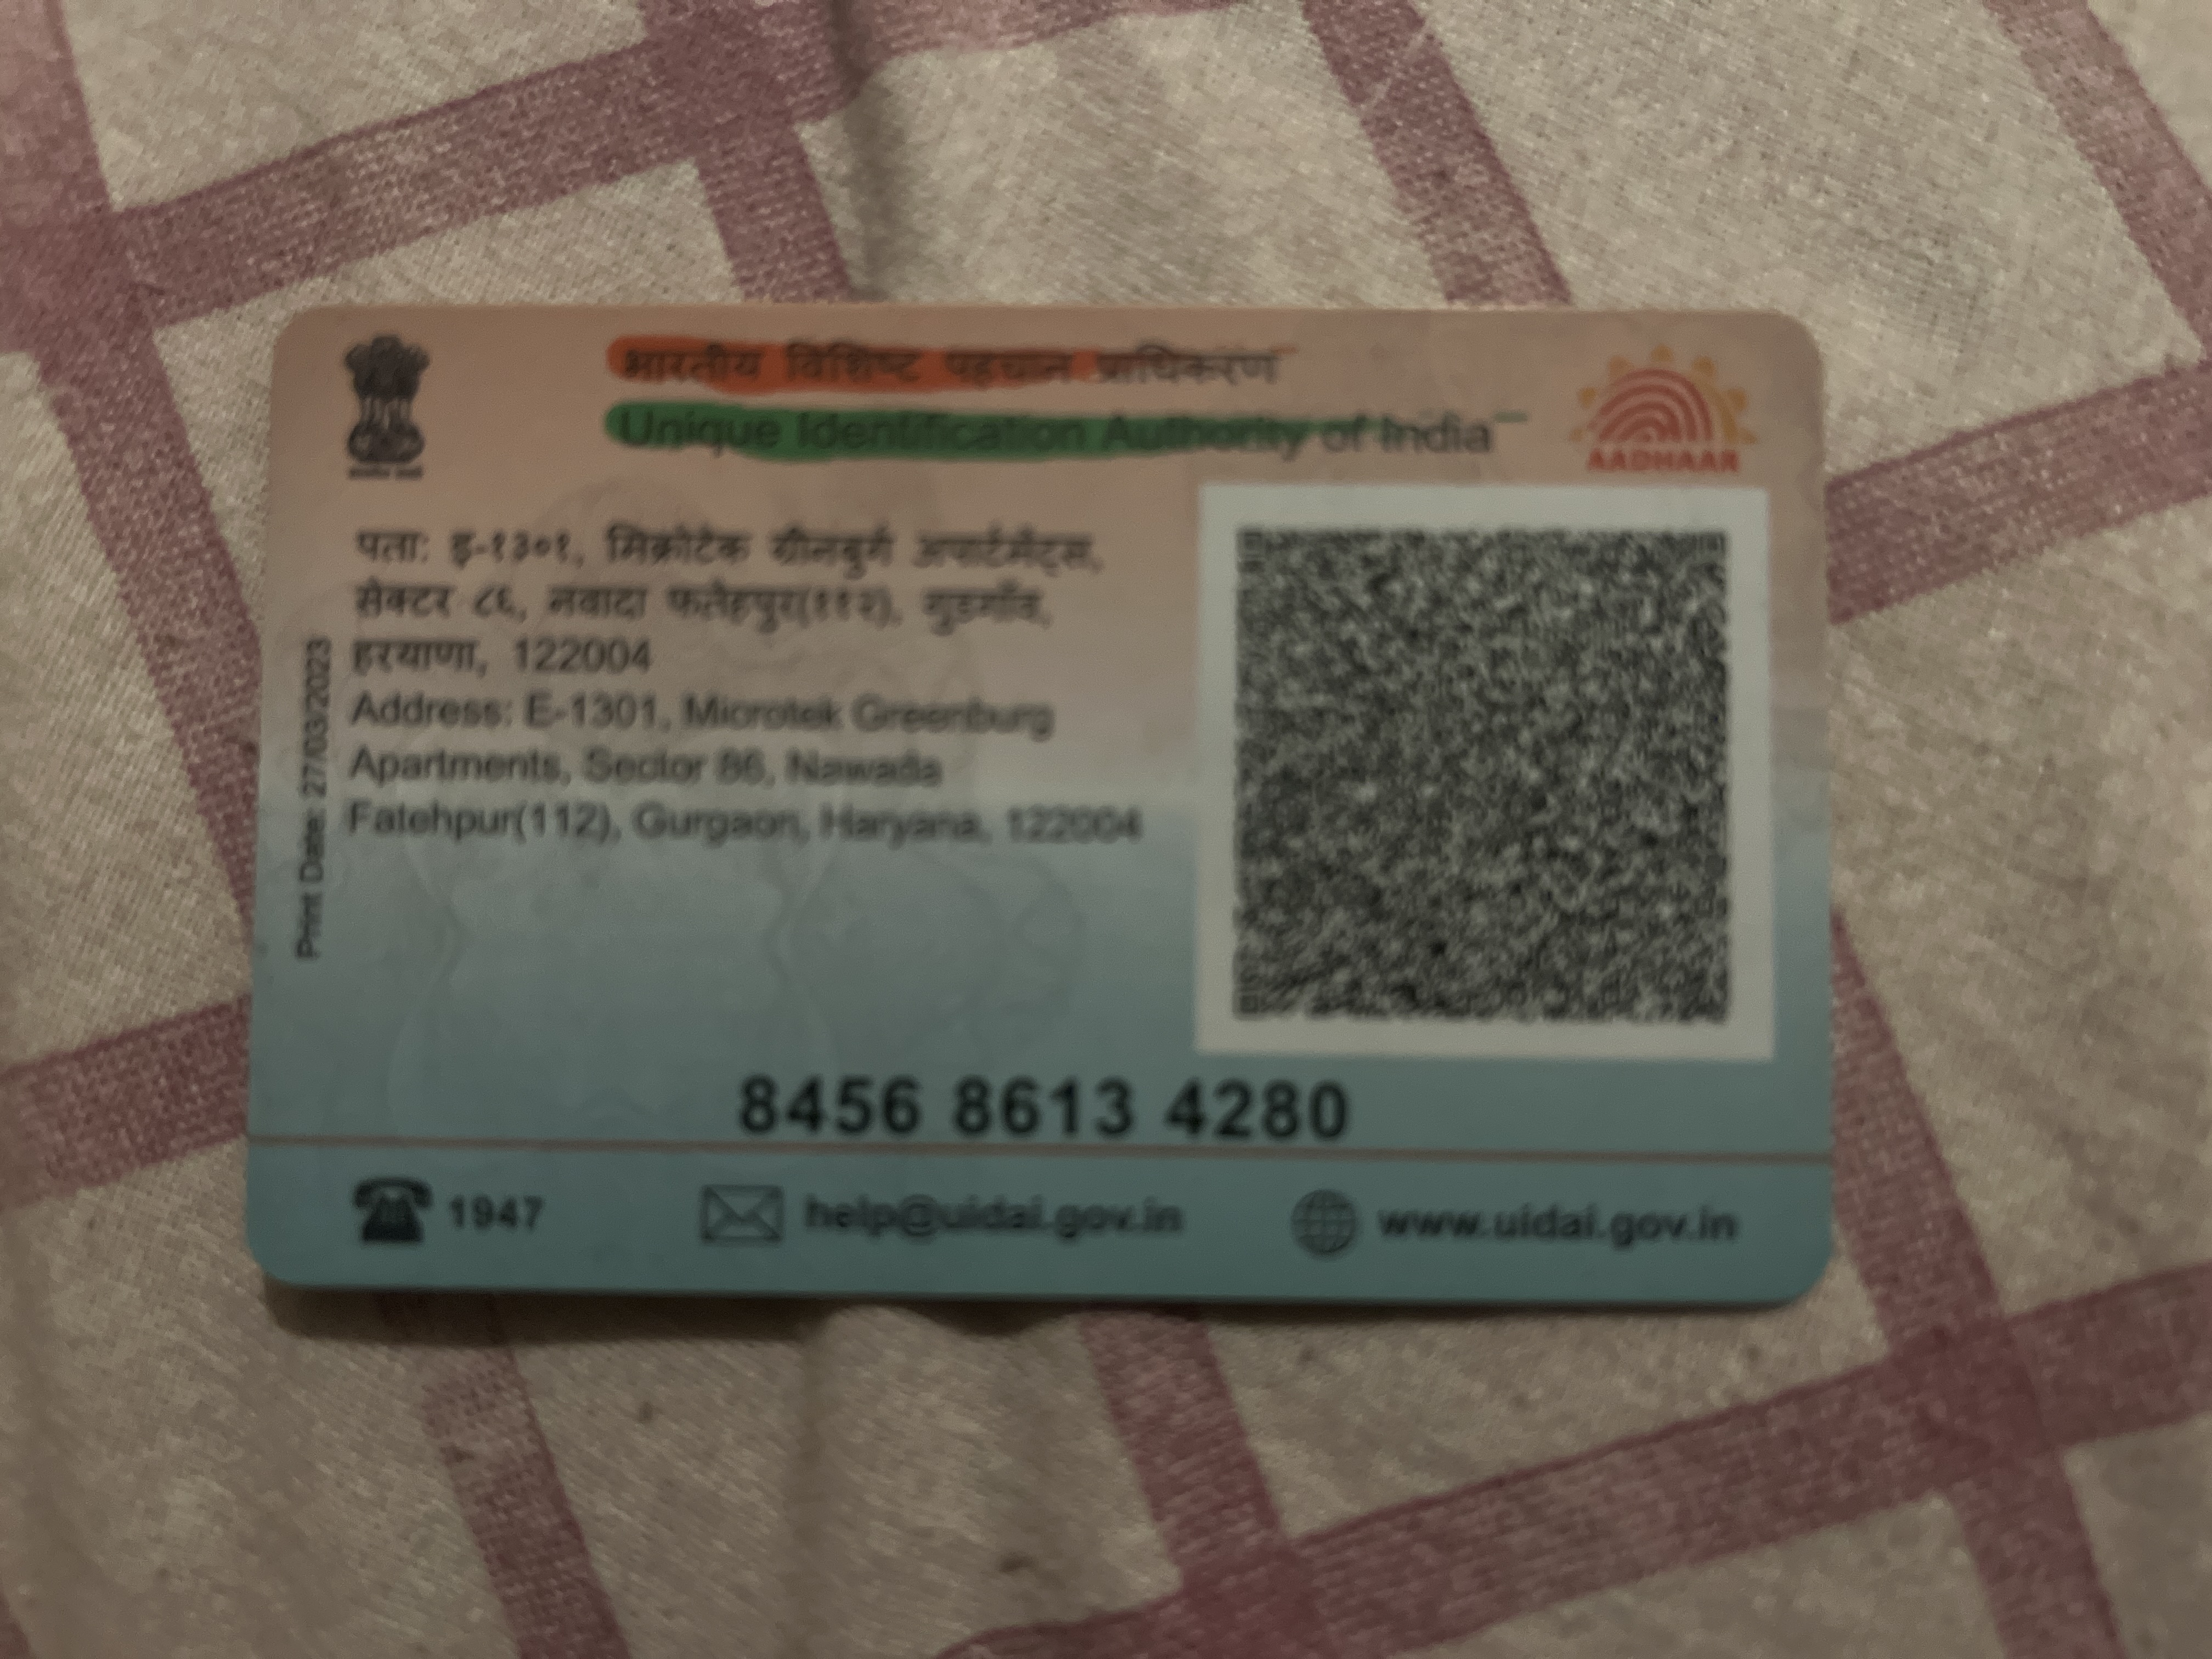 भारतीय विशिष्ट पहचान प्राधिकरण
Unique Identification Authority of India
AADHAAR
पता: इ-१३०१, मिक्रोटेक ग्रीनबुर्ग अपार्टमेंट्स,
सेक्टर ८६, नवादा फतेहपुर(११२), गुडगाँव,
हरयाणा, 122004
Address: E-1301, Microtek Greenburg
Apartments, Sector 86, Nawada
Fatehpur(112), Gurgaon, Haryana, 122004
Print Date: 27/03/2023
8456 8613 4280
1947
help@uidai.gov.in
www.uidai.gov.in